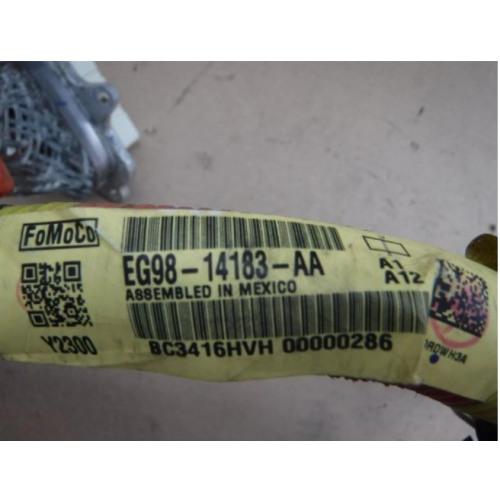 FoMoCo
EG98-14183-AA
ASSEMBLED IN MEXICO
A1
A12
Y2300
BC3416HVH 00000286